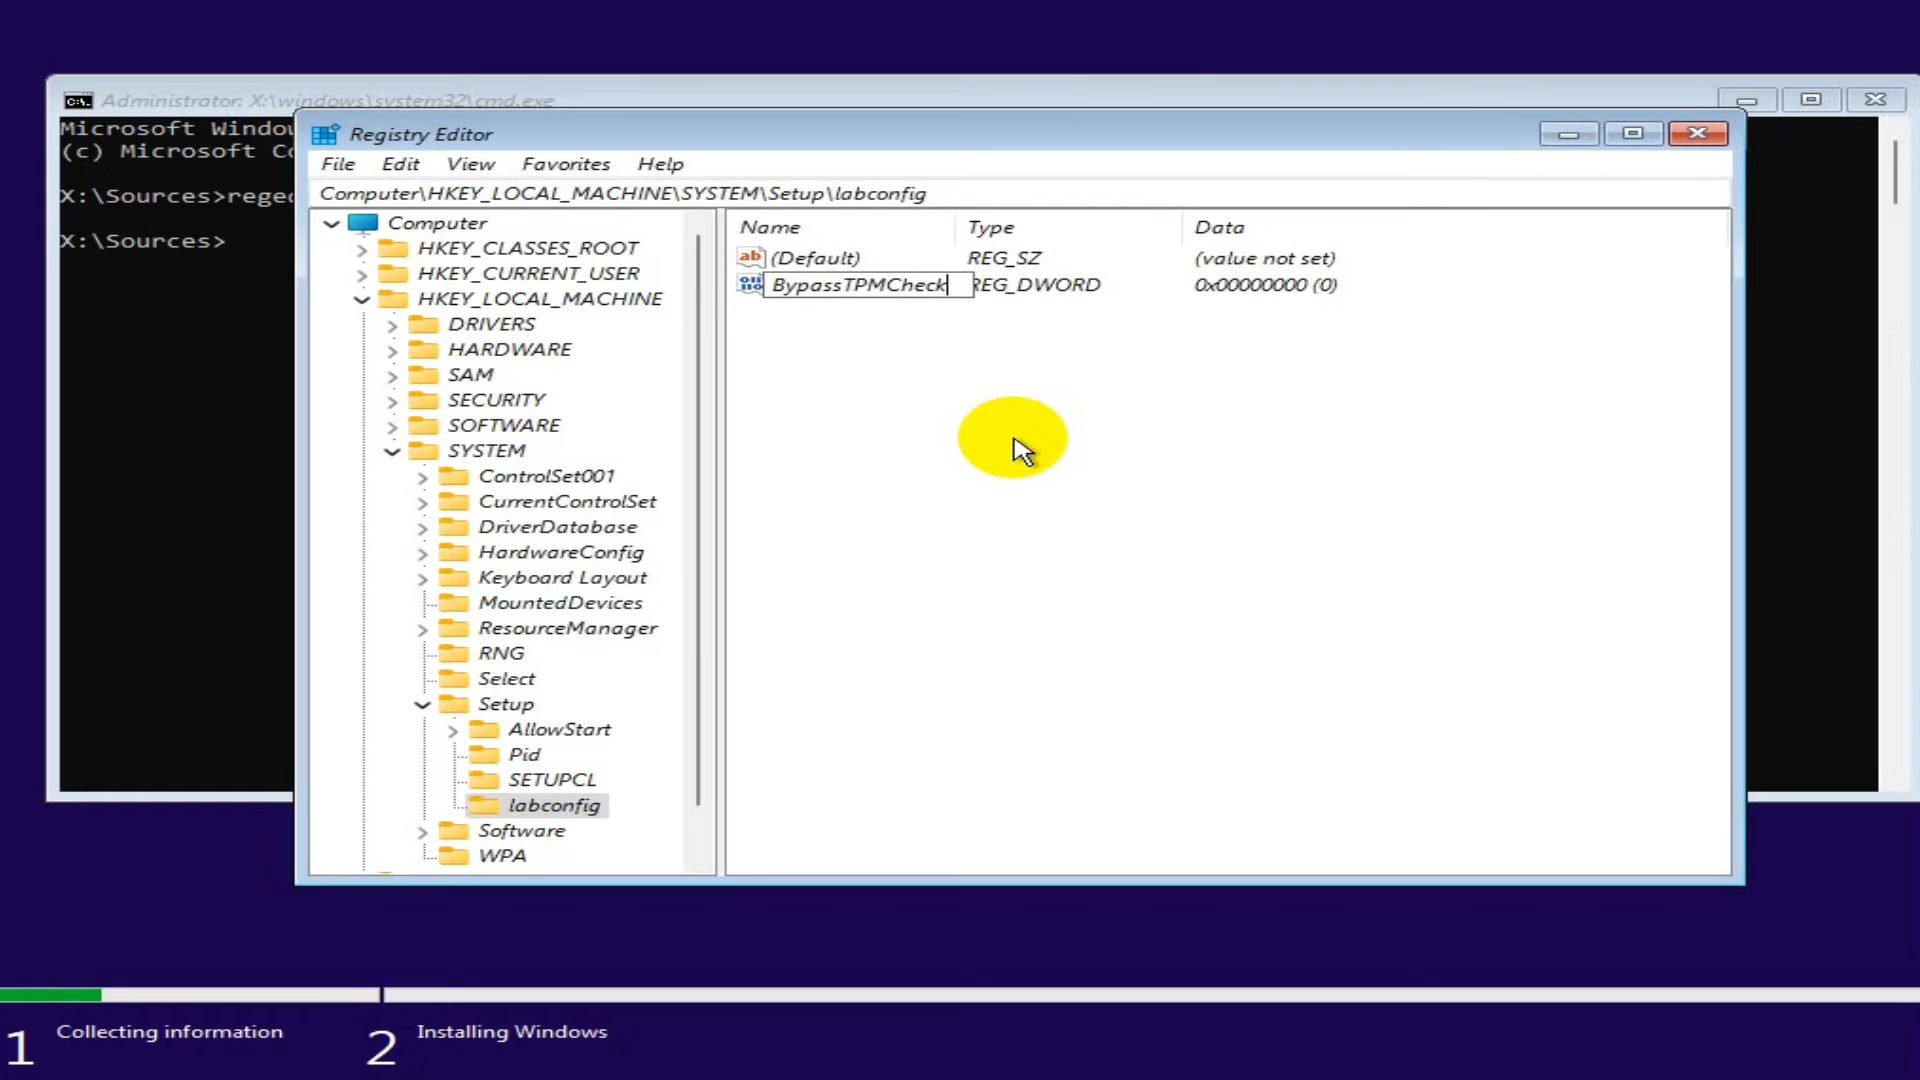 Administrator: X:\windows\system32\cmd.exe
Microsoft Window
(c) Microsoft Co
X:\Sources>reged
X:\Sources>
Registry Editor
File Edit View Favorites Help
Computer\HKEY_LOCAL_MACHINE\SYSTEM\Setup\labconfig
Computer
HKEY_CLASSES_ROOT
HKEY_CURRENT_USER
HKEY_LOCAL_MACHINE
DRIVERS
HARDWARE
SAM
SECURITY
SOFTWARE
SYSTEM
ControlSet001
CurrentControlSet
DriverDatabase
HardwareConfig
Keyboard Layout
MountedDevices
ResourceManager
RNG
Select
Setup
AllowStart
Pid
SETUPCL
labconfig
Software
WPA
Name Type Data
(Default) REG_SZ (value not set)
BypassTPMCheck REG_DWORD 0x00000000 (0)
1 Collecting information 2 Installing Windows